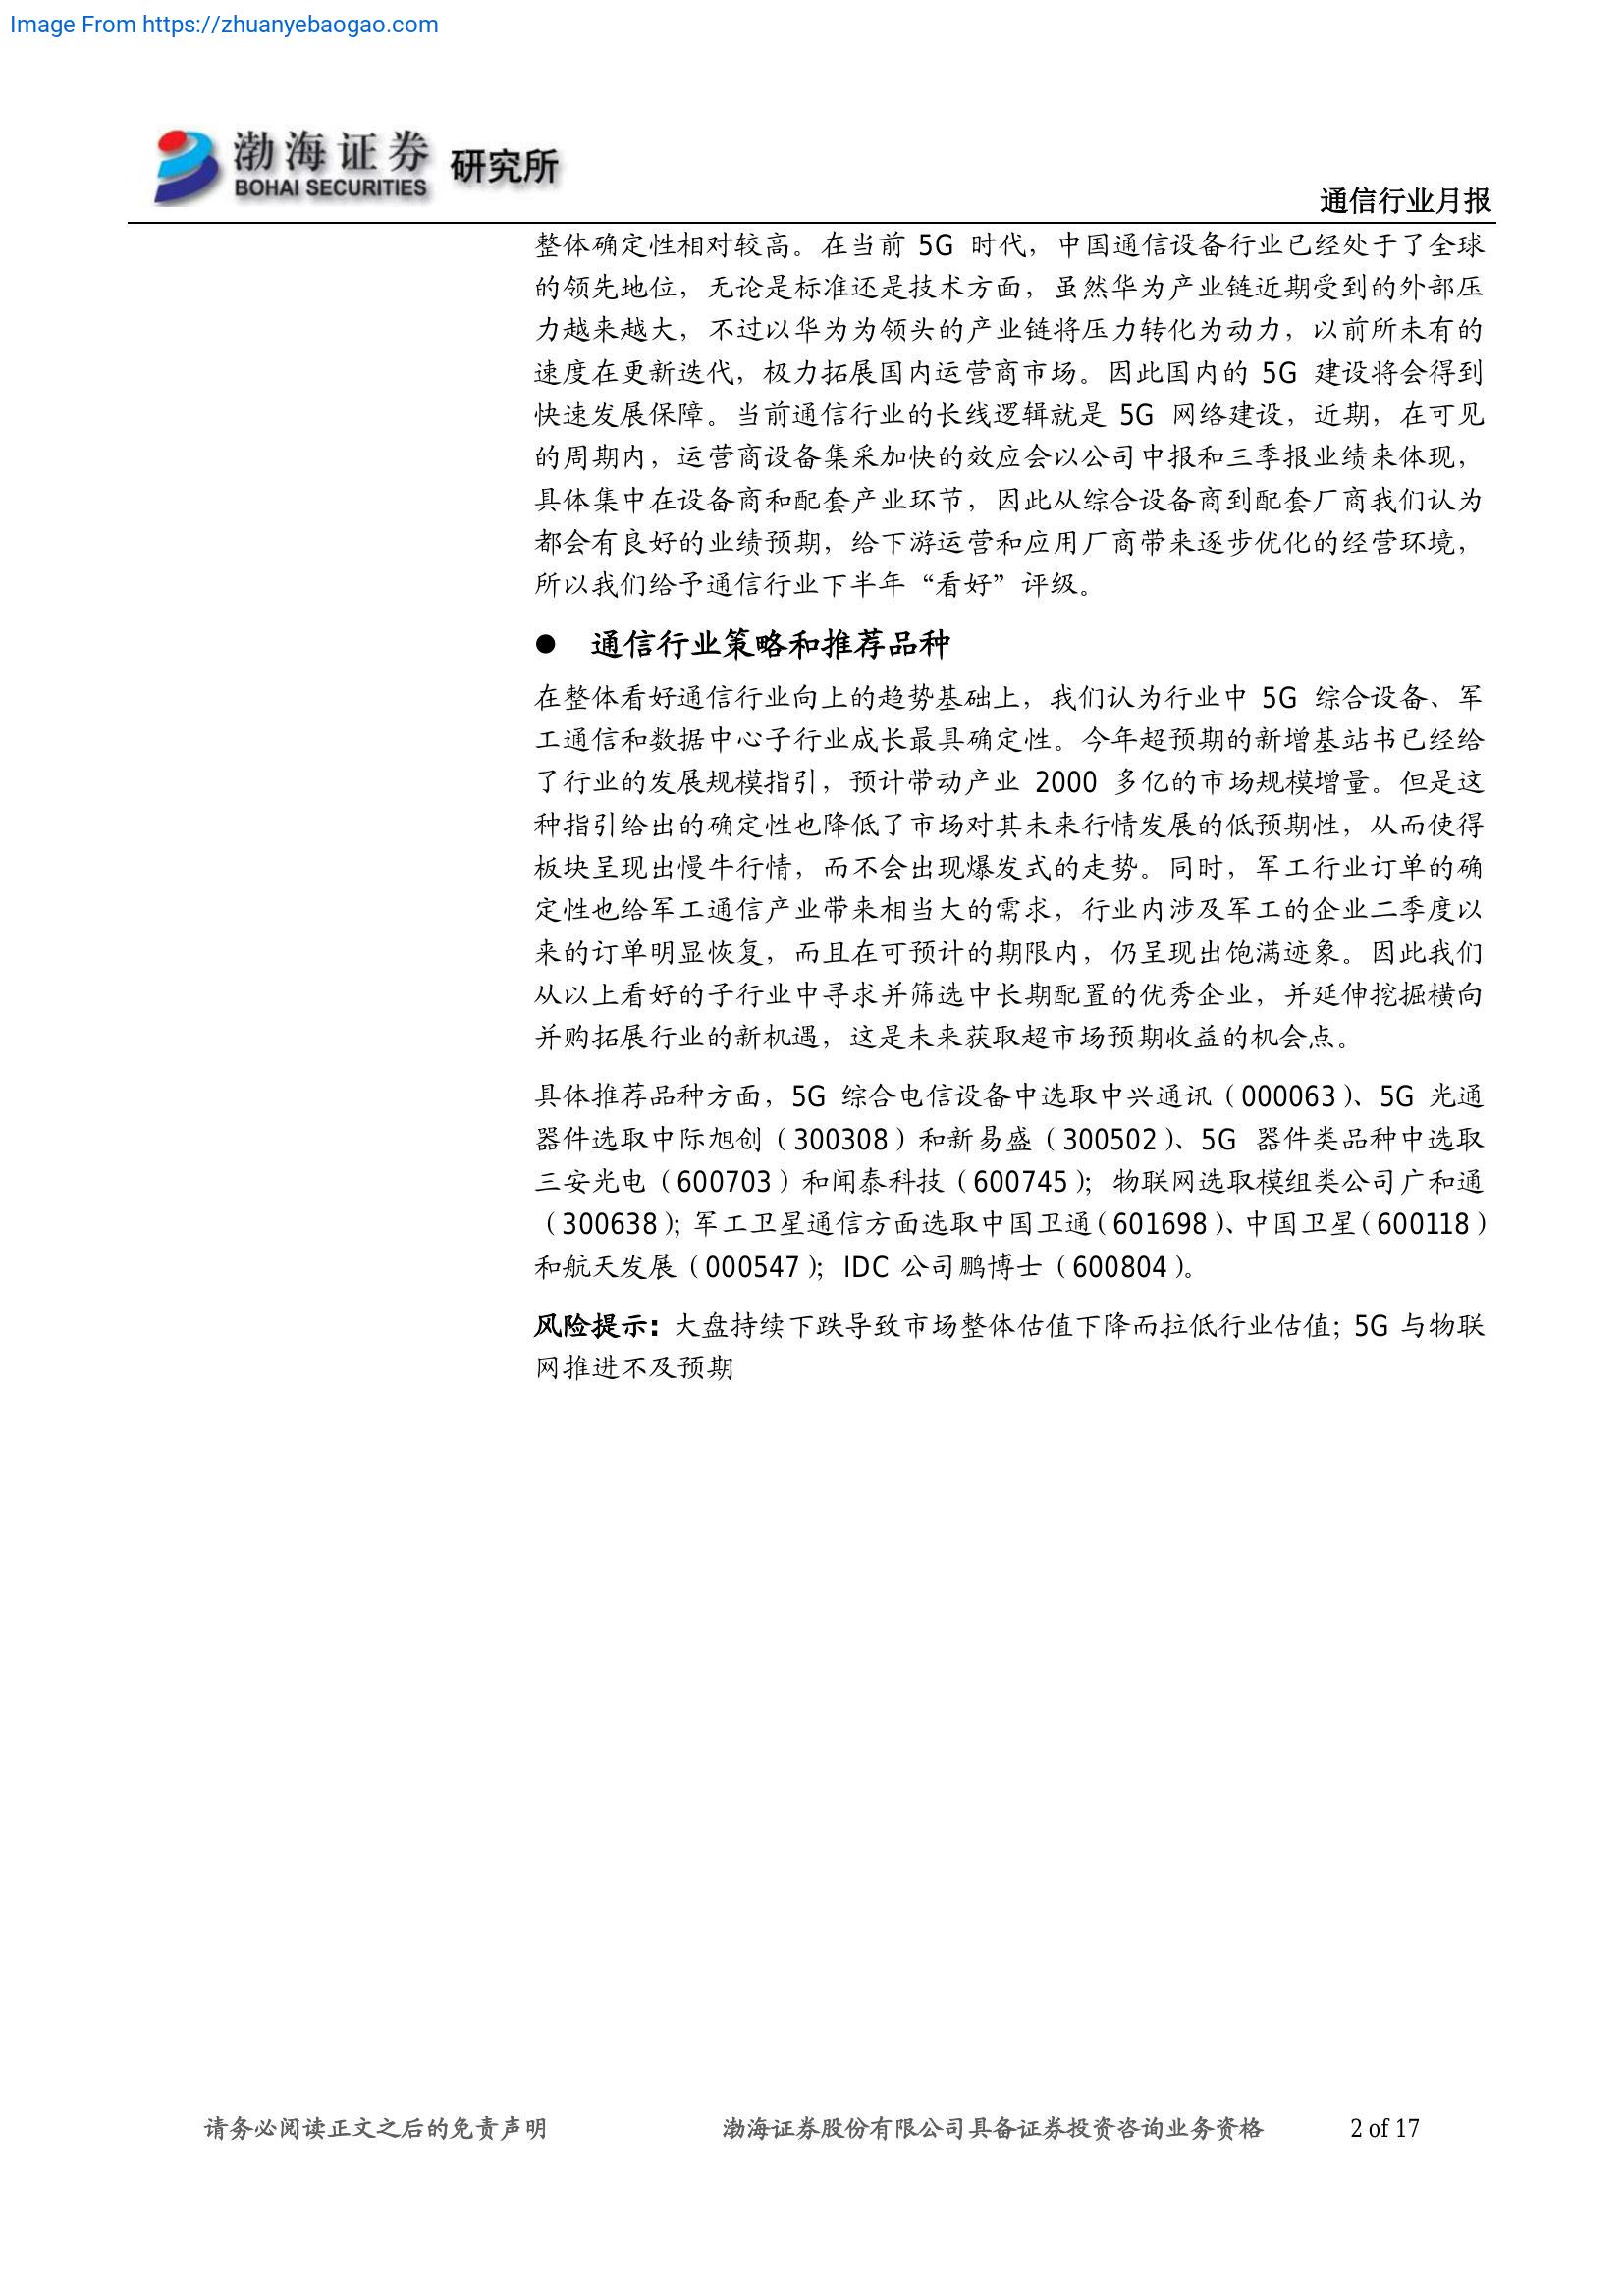 Image From https://zhuanyebaogao.com
渤海证券 研究所
BOHAI SECURITIES
通信行业月报
整体确定性相对较高。在当前 5G 时代，中国通信设备行业已经处于了全球
的领先地位，无论是标准还是技术方面，虽然华为产业链近期受到的外部压
力越来越大，不过以华为为领头的产业链将压力转化为动力，以前所未有的
速度在更新迭代，极力拓展国内运营商市场。因此国内的 5G 建设将会得到
快速发展保障。当前通信行业的长线逻辑就是 5G 网络建设，近期，在可见
的周期内，运营商设备集采加快的效应会以公司中报和三季报业绩来体现，
具体集中在设备商和配套产业环节，因此从综合设备商到配套厂商我们认为
都会有良好的业绩预期，给下游运营和应用厂商带来逐步优化的经营环境，
所以我们给予通信行业下半年“看好”评级。
● 通信行业策略和推荐品种
在整体看好通信行业向上的趋势基础上，我们认为行业中 5G 综合设备、军
工通信和数据中心子行业成长最具确定性。今年超预期的新增基站书已经给
了行业的发展规模指引，预计带动产业 2000 多亿的市场规模增量。但是这
种指引给出的确定性也降低了市场对其未来行情发展的低预期性，从而使得
板块呈现出慢牛行情，而不会出现爆发式的走势。同时，军工行业订单的确
定性也给军工通信产业带来相当大的需求，行业内涉及军工的企业二季度以
来的订单明显恢复，而且在可预计的期限内，仍呈现出饱满迹象。因此我们
从以上看好的子行业中寻求并筛选中长期配置的优秀企业，并延伸挖掘横向
并购拓展行业的新机遇，这是未来获取超市场预期收益的机会点。
具体推荐品种方面，5G 综合电信设备中选取中兴通讯（000063）、5G 光通
器件选取中际旭创（300308）和新易盛（300502）、5G 器件类品种中选取
三安光电（600703）和闻泰科技（600745）；物联网选取模组类公司广和通
（300638）；军工卫星通信方面选取中国卫通（601698）、中国卫星（600118）
和航天发展（000547）；IDC 公司鹏博士（600804）。
风险提示：大盘持续下跌导致市场整体估值下降而拉低行业估值；5G 与物联
网推进不及预期
请务必阅读正文之后的免责声明 渤海证券股份有限公司具备证券投资咨询业务资格 2 of 17